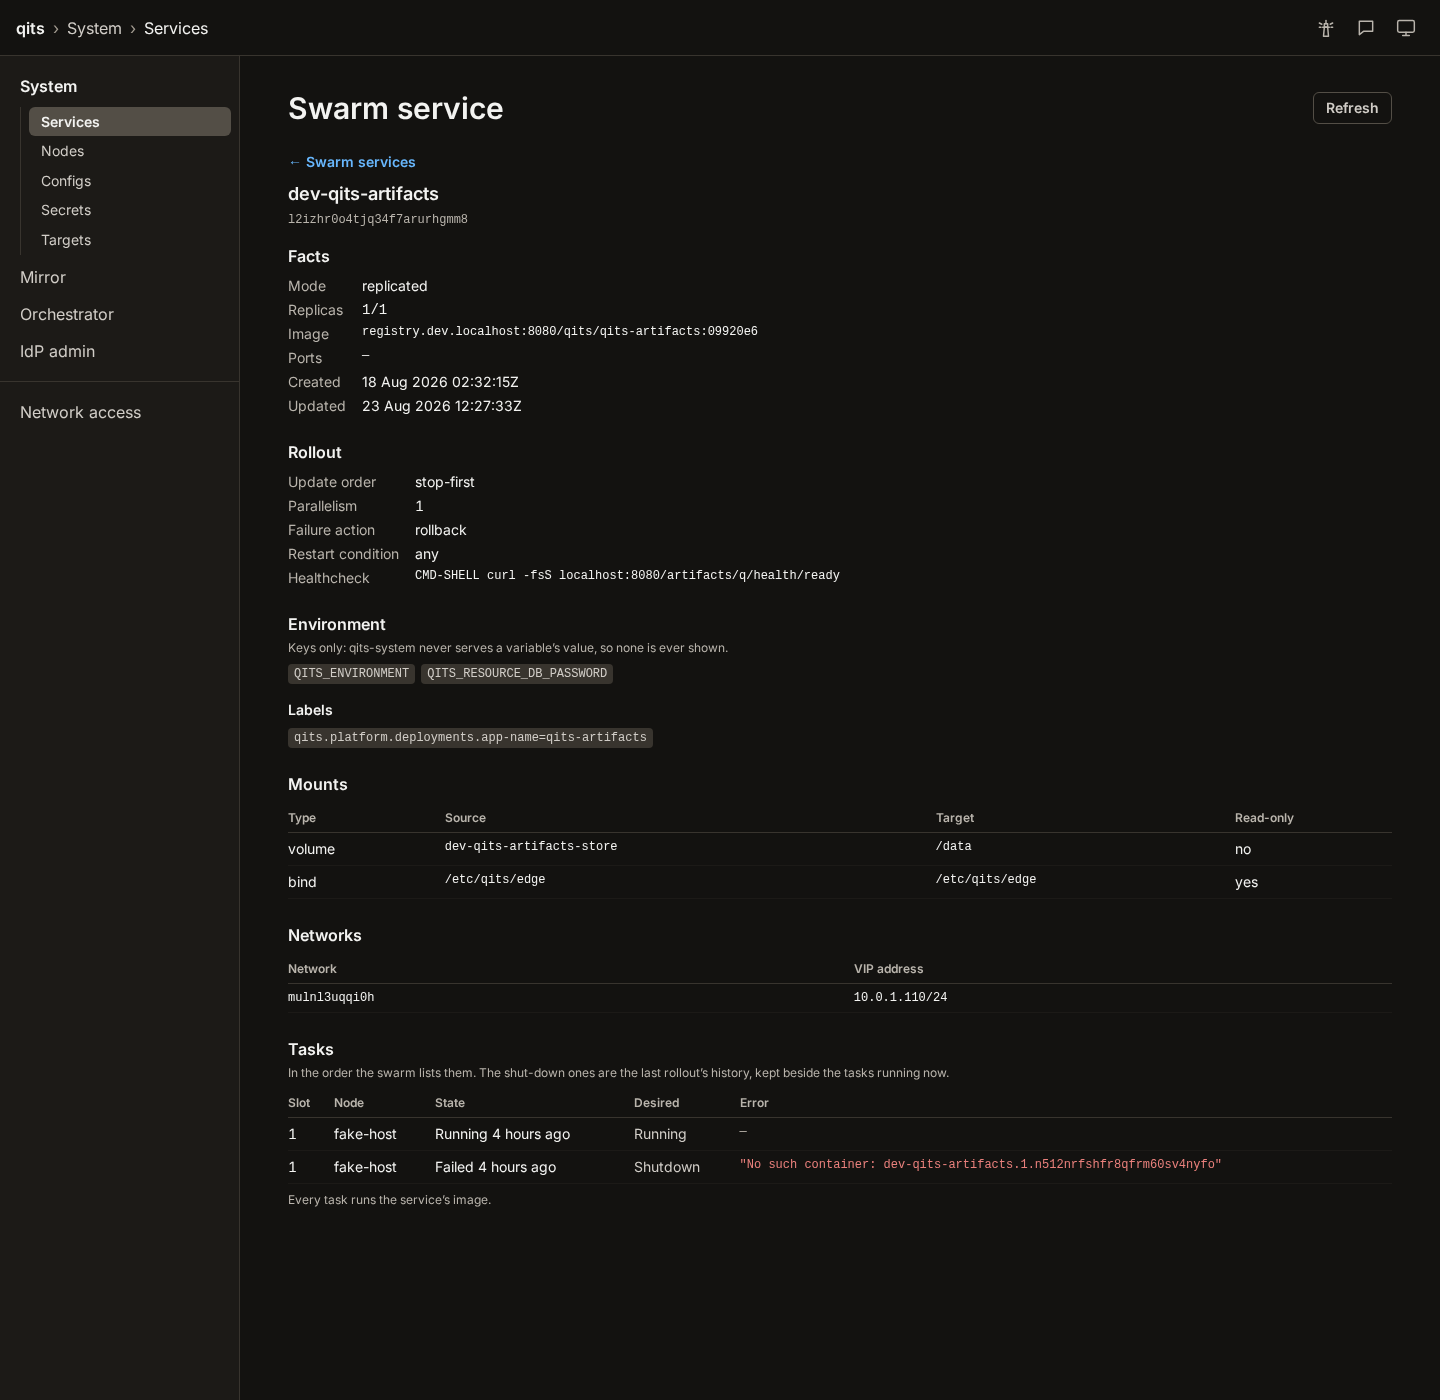 qits › System › Services
System
Services
Nodes
Configs
Secrets
Targets
Mirror
Orchestrator
IdP admin
Network access
Swarm service
Refresh
← Swarm services
dev-qits-artifacts
l2izhr0o4tjq34f7arurhgmm8
Facts
Mode replicated
Replicas 1/1
Image registry.dev.localhost:8080/qits/qits-artifacts:09920e6
Ports —
Created 18 Aug 2026 02:32:15Z
Updated 23 Aug 2026 12:27:33Z
Rollout
Update order stop-first
Parallelism 1
Failure action rollback
Restart condition any
Healthcheck CMD-SHELL curl -fsS localhost:8080/artifacts/q/health/ready
Environment
Keys only: qits-system never serves a variable’s value, so none is ever shown.
QITS_ENVIRONMENT QITS_RESOURCE_DB_PASSWORD
Labels
qits.platform.deployments.app-name=qits-artifacts
Mounts
Type Source Target Read-only
volume dev-qits-artifacts-store /data no
bind /etc/qits/edge /etc/qits/edge yes
Networks
Network VIP address
mulnl3uqqi0h 10.0.1.110/24
Tasks
In the order the swarm lists them. The shut-down ones are the last rollout’s history, kept beside the tasks running now.
Slot Node State Desired Error
1 fake-host Running 4 hours ago Running —
1 fake-host Failed 4 hours ago Shutdown "No such container: dev-qits-artifacts.1.n512nrfshfr8qfrm60sv4nyfo"
Every task runs the service’s image.